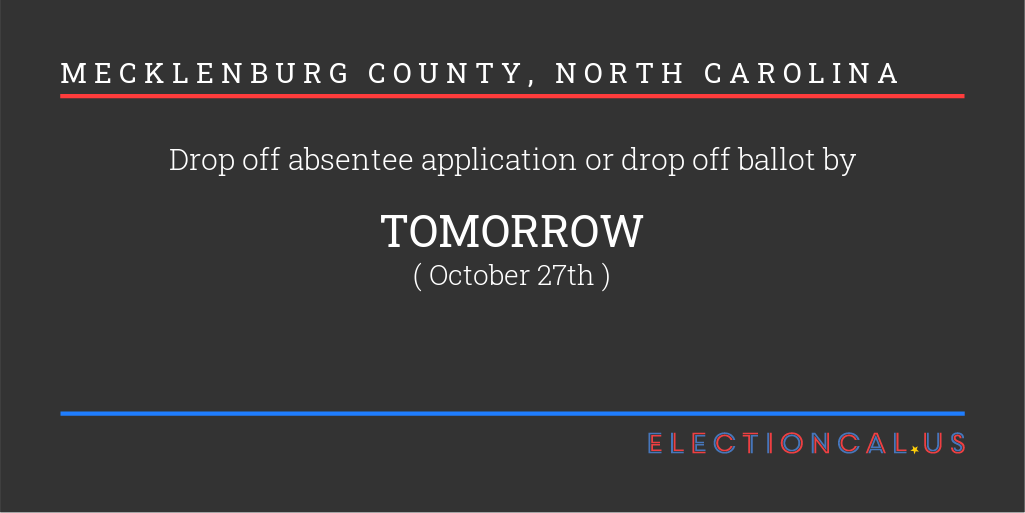 MECKLENBURG COUNTY, NORTH CAROLINA
Drop off absentee application or drop off ballot by
TOMORROW
( October 27th )
ELECTIONCAL.US